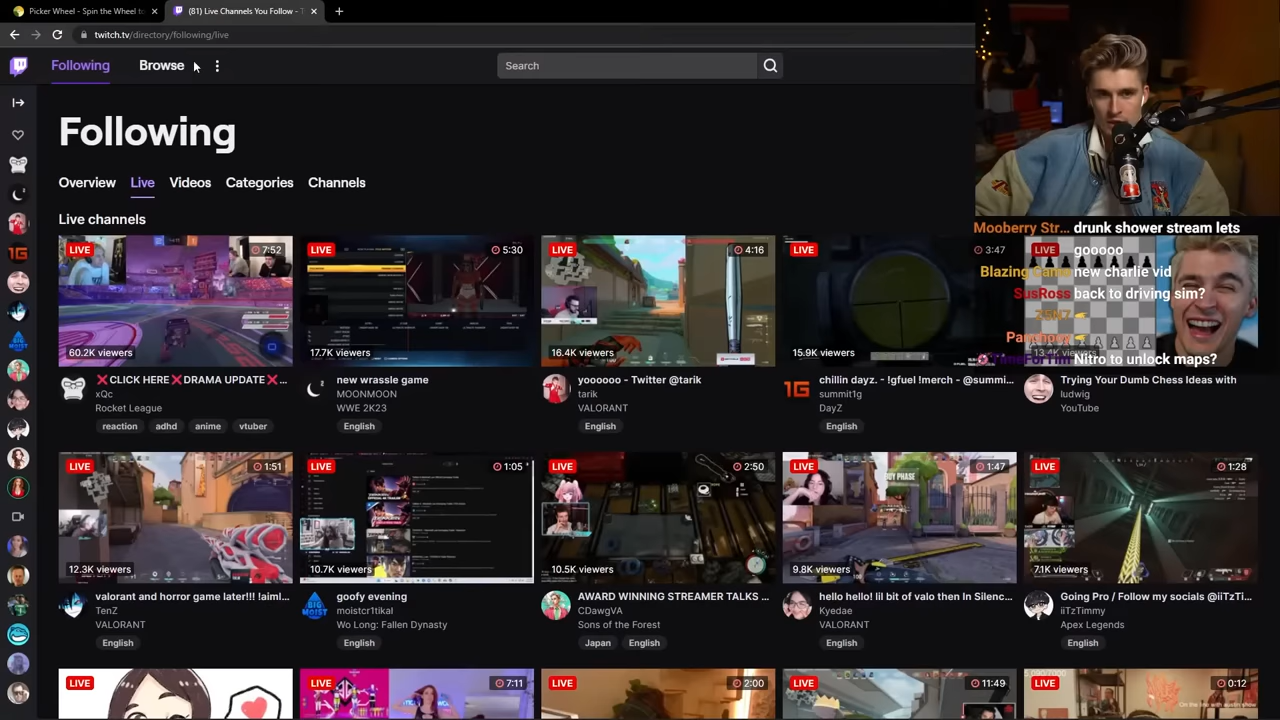 Picker Wheel - Spin the Wheel to
(81) Live Channels You Follow - T
twitch.tv/directory/following/live
Following
Browse
Search
Following
Overview
Live
Videos
Categories
Channels
Live channels
Mooberry Str... drunk shower stream lets
gooooo
new charlie vid
SusRoss back to driving sim?
Nitro to unlock maps?
LIVE
7:52
60.2K viewers
❌CLICK HERE❌DRAMA UPDATE❌...
xQc
Rocket League
reaction
adhd
anime
vtuber
LIVE
5:30
17.7K viewers
new wrassle game
MOONMOON
WWE 2K23
English
LIVE
4:16
16.4K viewers
yoooooo - Twitter @tarik
tarik
VALORANT
English
LIVE
3:47
15.9K viewers
chillin dayz. - !gfuel !merch - @summi...
summit1g
DayZ
English
LIVE
Trying Your Dumb Chess Ideas with
ludwig
YouTube
LIVE
1:51
12.3K viewers
valorant and horror game later!!! !aiml...
TenZ
VALORANT
English
LIVE
1:05
10.7K viewers
goofy evening
moistcr1tikal
Wo Long: Fallen Dynasty
English
BIG MOIST
LIVE
2:50
10.5K viewers
AWARD WINNING STREAMER TALKS ...
CDawgVA
Sons of the Forest
Japan
English
LIVE
1:47
9.8K viewers
hello hello! lil bit of valo then In Silenc...
Kyedae
VALORANT
English
LIVE
1:28
7.1K viewers
Going Pro / Follow my socials @iiTzTi...
iiTzTimmy
Apex Legends
English
LIVE
LIVE
7:11
LIVE
2:00
LIVE
11:49
LIVE
0:12